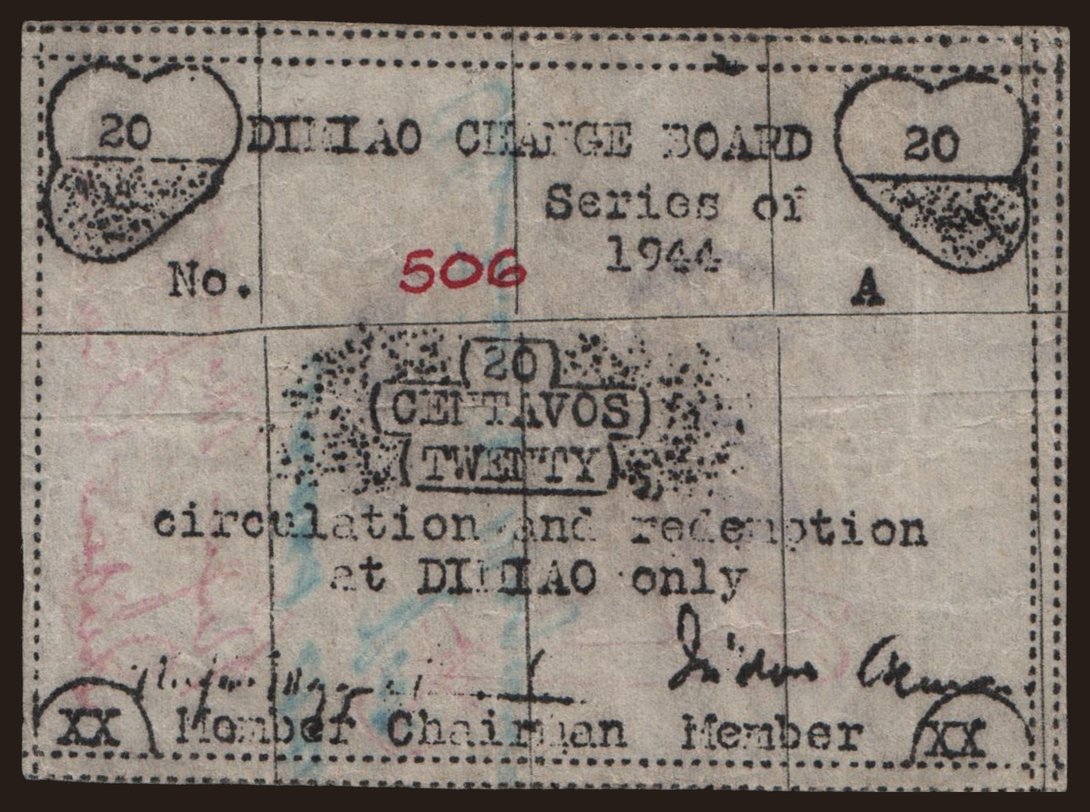 20 DIMIAO CHANGE BOARD 20
Series of
1944
No. 506 A
(20)
(CENTAVOS)
(TWENTY)
circulation and redemption
at DIMIAO only
XX Member Chairman Member XX